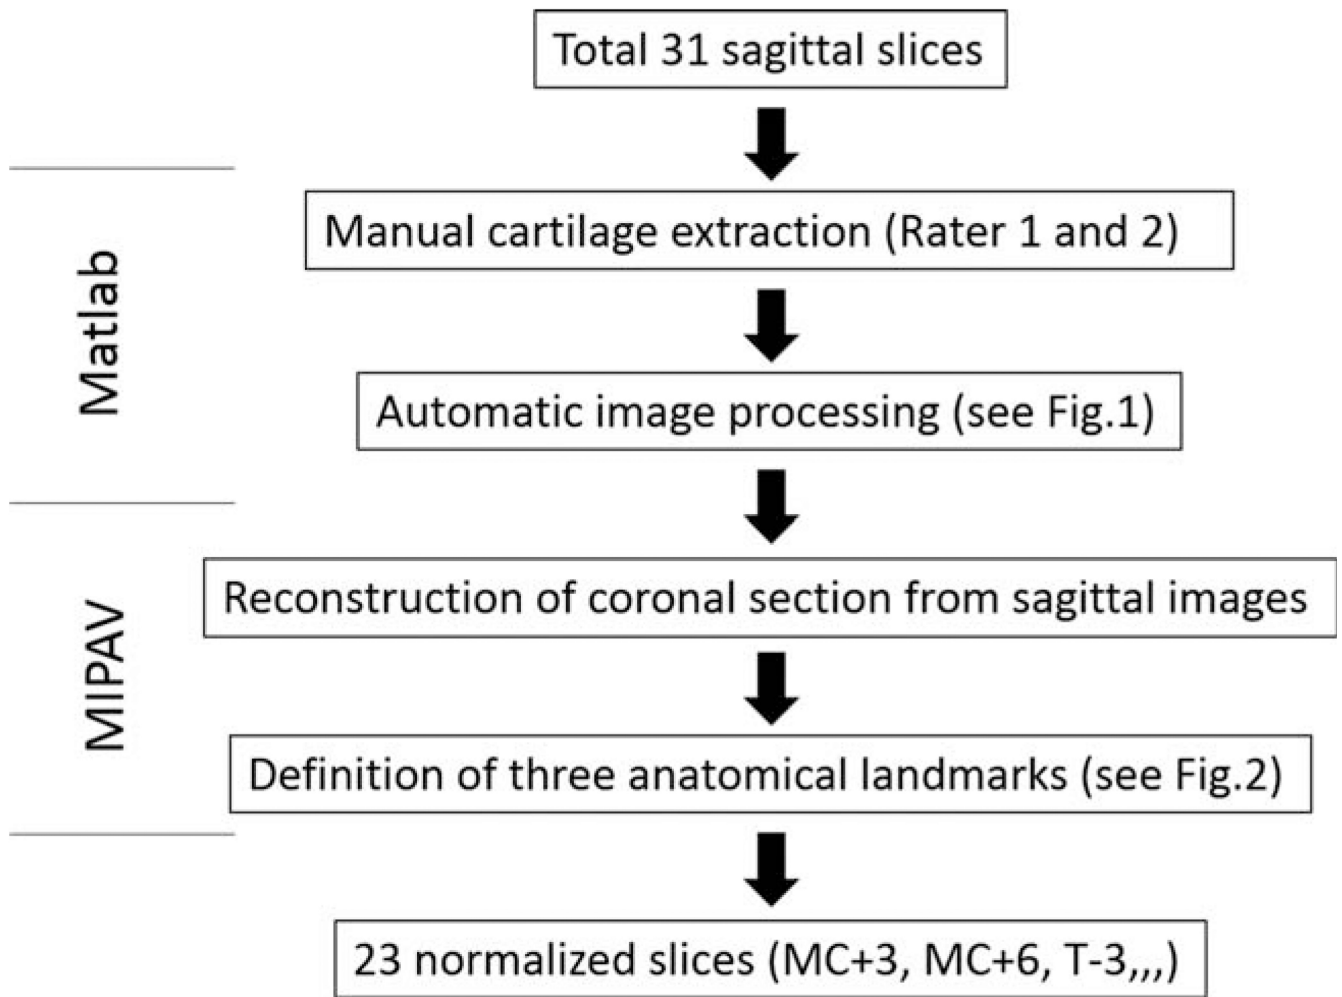 Total 31 sagittal slices
Matlab
Manual cartilage extraction (Rater 1 and 2)
Automatic image processing (see Fig.1)
MIPAV
Reconstruction of coronal section from sagittal images
Definition of three anatomical landmarks (see Fig.2)
23 normalized slices (MC+3, MC+6, T-3,,,)